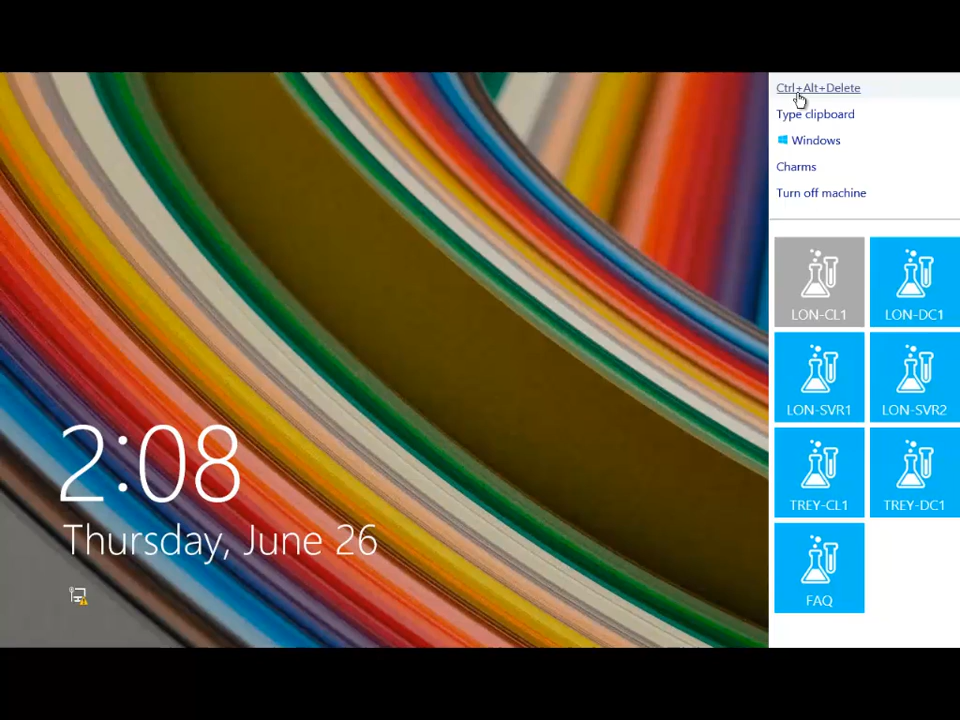 Ctrl+Alt+Delete
Type clipboard
Windows
Charms
Turn off machine
LON-CL1
LON-DC1
LON-SVR1
LON-SVR2
TREY-CL1
TREY-DC1
FAQ
2:08
Thursday, June 26